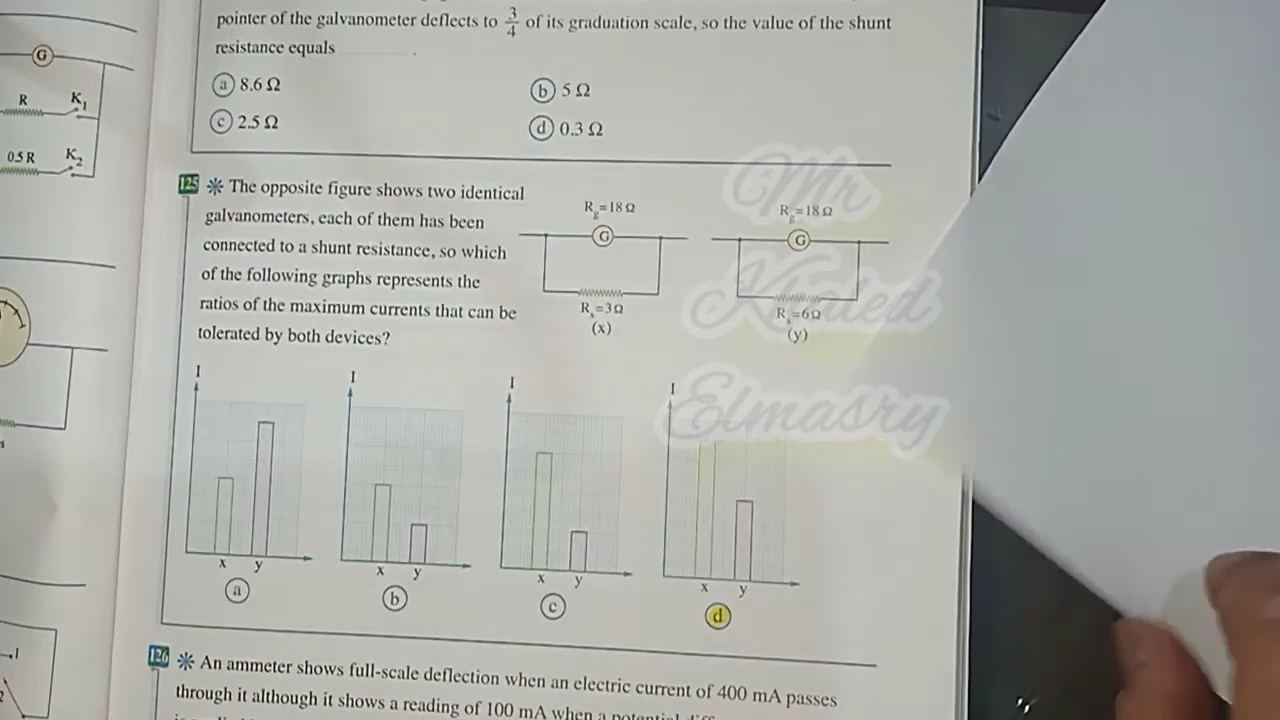 pointer of the galvanometer deflects to 3/4 of its graduation scale, so the value of the shunt
resistance equals ............
a 8.6 Ω
b 5 Ω
c 2.5 Ω
d 0.3 Ω
G
R
K1
0.5 R
K2
125 * The opposite figure shows two identical
galvanometers, each of them has been
connected to a shunt resistance, so which
of the following graphs represents the
ratios of the maximum currents that can be
tolerated by both devices?
Rg=18 Ω
G
Rs=3 Ω
(x)
Rg=18 Ω
G
Rs=6 Ω
(y)
Mr
Khaled
Elmasry
I
x y
a
I
x y
b
I
x y
c
I
x y
d
126 * An ammeter shows full-scale deflection when an electric current of 400 mA passes
through it although it shows a reading of 100 mA when a potential
I